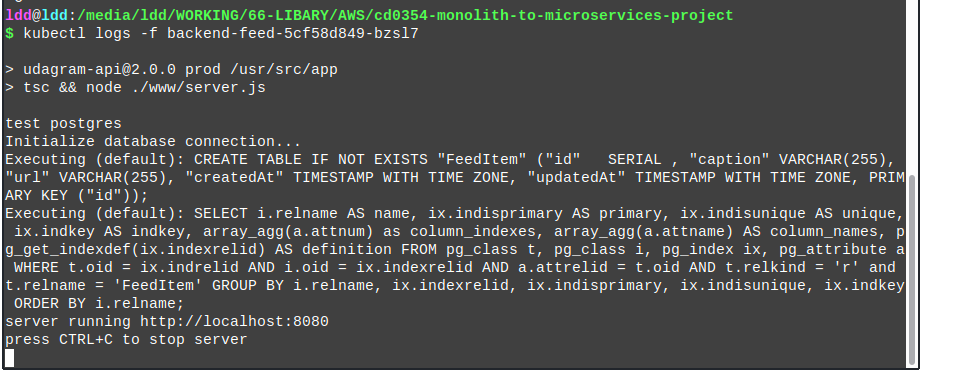 ldd@ldd:/media/ldd/WORKING/66-LIBARY/AWS/cd0354-monolith-to-microservices-project
$ kubectl logs -f backend-feed-5cf58d849-bzsl7
> udagram-api@2.0.0 prod /usr/src/app
> tsc && node ./www/server.js
test postgres
Initialize database connection...
Executing (default): CREATE TABLE IF NOT EXISTS "FeedItem" ("id"   SERIAL , "caption" VARCHAR(255),
"url" VARCHAR(255), "createdAt" TIMESTAMP WITH TIME ZONE, "updatedAt" TIMESTAMP WITH TIME ZONE, PRIM
ARY KEY ("id"));
Executing (default): SELECT i.relname AS name, ix.indisprimary AS primary, ix.indisunique AS unique,
 ix.indkey AS indkey, array_agg(a.attnum) as column_indexes, array_agg(a.attname) AS column_names, p
g_get_indexdef(ix.indexrelid) AS definition FROM pg_class t, pg_class i, pg_index ix, pg_attribute a
 WHERE t.oid = ix.indrelid AND i.oid = ix.indexrelid AND a.attrelid = t.oid AND t.relkind = 'r' and
t.relname = 'FeedItem' GROUP BY i.relname, ix.indexrelid, ix.indisprimary, ix.indisunique, ix.indkey
 ORDER BY i.relname;
server running http://localhost:8080
press CTRL+C to stop server